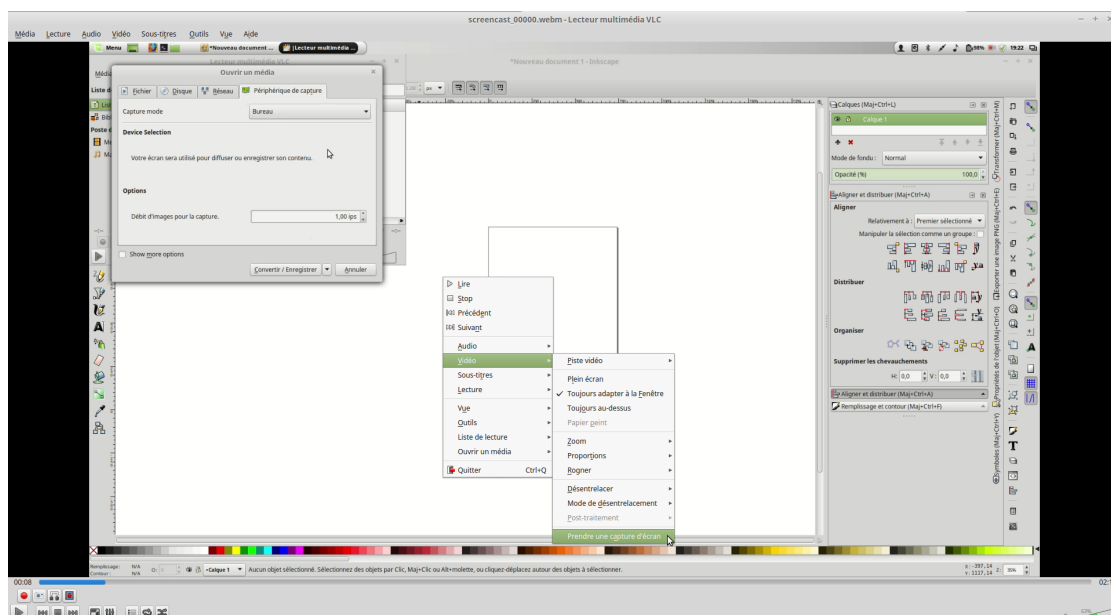 screencast_00000.webm - Lecteur multimédia VLC
Média Lecture Audio Vidéo Sous-titres Outils Vue Aide
Menu *Nouveau document ... [Lecteur multimédia ... 98% 19:22
Lecteur multimédia VLC
*Nouveau document 1 - Inkscape
Ouvrir un média
Fichier Disque Réseau Périphérique de capture
Capture mode Bureau
Device Selection
Votre écran sera utilisé pour diffuser ou enregistrer son contenu.
Options
Débit d'images pour la capture. 1,00 ips
Show more options
Convertir / Enregistrer Annuler
px
Lire
Stop
Précédent
Suivant
Audio
Vidéo
Sous-titres
Lecture
Vue
Outils
Liste de lecture
Ouvrir un média
Quitter Ctrl+Q
Piste vidéo
Plein écran
Toujours adapter à la Fenêtre
Toujours au-dessus
Papier peint
Zoom
Proportions
Rogner
Désentrelacer
Mode de désentrelacement
Post-traitement
Prendre une capture d'écran
Calques (Maj+Ctrl+L)
Calque 1
Mode de fondu : Normal
Opacité (%) 100,0
Aligner et distribuer (Maj+Ctrl+A)
Aligner
Relativement à : Premier sélectionné
Manipuler la sélection comme un groupe :
Distribuer
Organiser
Supprimer les chevauchements
H: 0,0 V: 0,0
Aligner et distribuer (Maj+Ctrl+A)
Remplissage et contour (Maj+Ctrl+F)
Remplissage: N/A
Contour: N/A
O: 0
Calque 1 Aucun objet sélectionné. Sélectionnez des objets par Clic, Maj+Clic ou Alt+molette, ou cliquez-déplacez autour des objets à sélectionner.
X: -397,14
Y: 1117,14
Z: 35%
00:08
63%